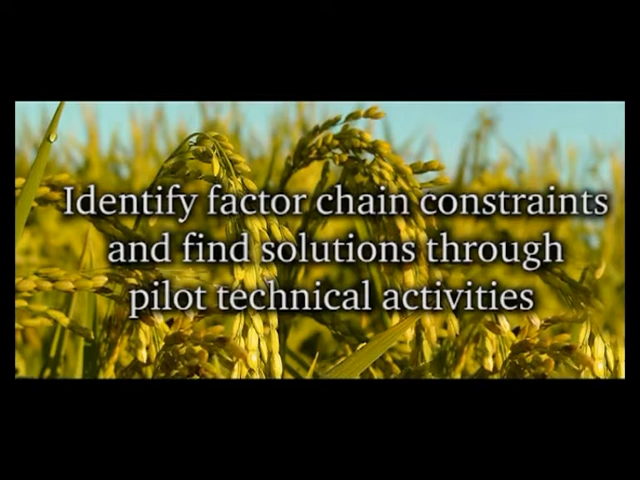 Identify factor chain constraints
and find solutions through
pilot technical activities